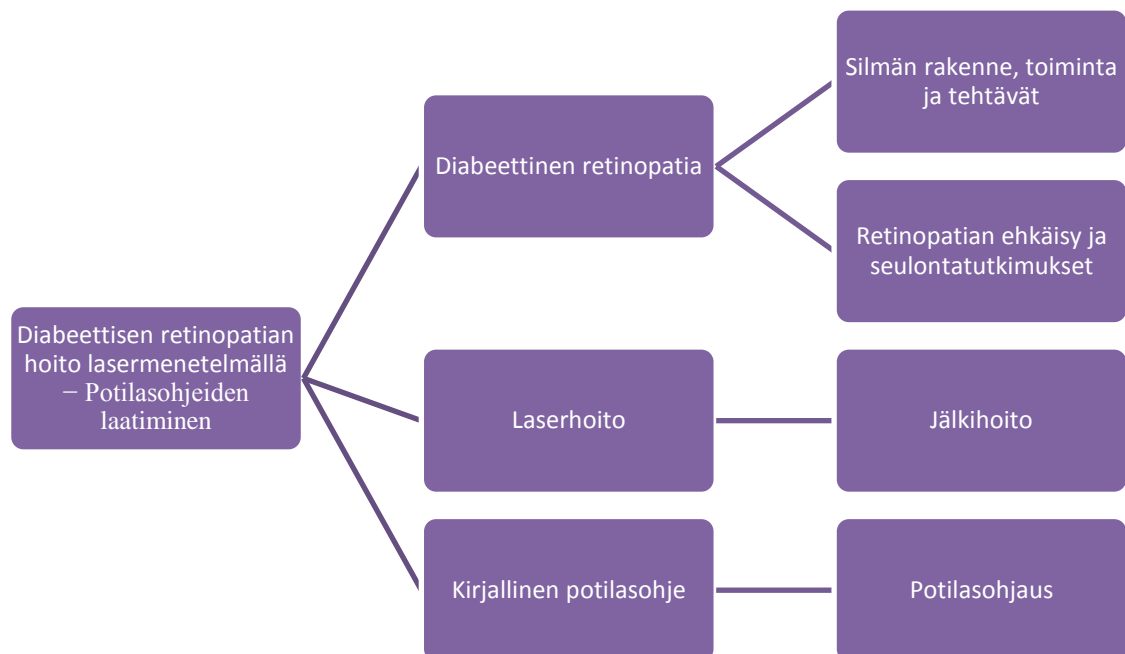 Diabeettisen retinopatian
hoito lasermenetelmällä
− Potilasohjeiden
laatiminen
Diabeettinen retinopatia
Silmän rakenne, toiminta
ja tehtävät
Retinopatian ehkäisy ja
seulontatutkimukset
Laserhoito
Jälkihoito
Kirjallinen potilasohje
Potilasohjaus